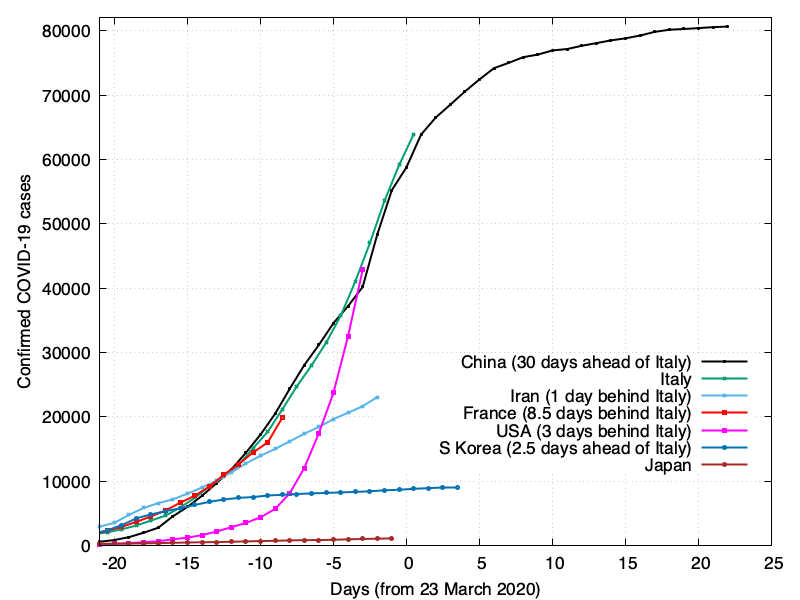 80000
70000
60000
50000
40000
30000
20000
10000
0
Confirmed COVID-19 cases
China (30 days ahead of Italy)
Italy
Iran (1 day behind Italy)
France (8.5 days behind Italy)
USA (3 days behind Italy)
S Korea (2.5 days ahead of Italy)
Japan
-20 -15 -10 -5 0 5 10 15 20 25
Days (from 23 March 2020)